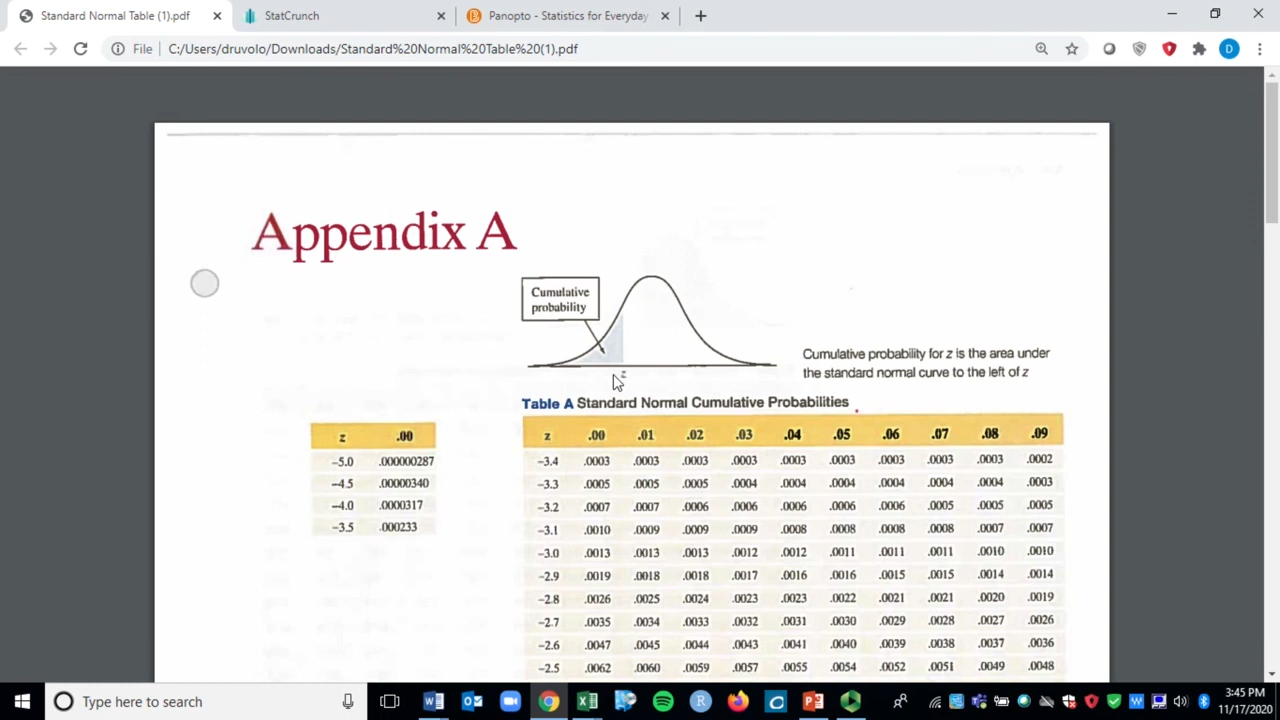 Standard Normal Table (1).pdf
StatCrunch
Panopto - Statistics for Everyday
File C:/Users/druvolo/Downloads/Standard%20Normal%20Table%20(1).pdf
D
Appendix A
Cumulative
probability
z
Cumulative probability for z is the area under
the standard normal curve to the left of z
Table A Standard Normal Cumulative Probabilities
z .00
-5.0 .000000287
-4.5 .00000340
-4.0 .0000317
-3.5 .000233
z .00 .01 .02 .03 .04 .05 .06 .07 .08 .09
-3.4 .0003 .0003 .0003 .0003 .0003 .0003 .0003 .0003 .0003 .0002
-3.3 .0005 .0005 .0005 .0004 .0004 .0004 .0004 .0004 .0004 .0003
-3.2 .0007 .0007 .0006 .0006 .0006 .0006 .0006 .0005 .0005 .0005
-3.1 .0010 .0009 .0009 .0009 .0008 .0008 .0008 .0008 .0007 .0007
-3.0 .0013 .0013 .0013 .0012 .0012 .0011 .0011 .0011 .0010 .0010
-2.9 .0019 .0018 .0018 .0017 .0016 .0016 .0015 .0015 .0014 .0014
-2.8 .0026 .0025 .0024 .0023 .0023 .0022 .0021 .0021 .0020 .0019
-2.7 .0035 .0034 .0033 .0032 .0031 .0030 .0029 .0028 .0027 .0026
-2.6 .0047 .0045 .0044 .0043 .0041 .0040 .0039 .0038 .0037 .0036
-2.5 .0062 .0060 .0059 .0057 .0055 .0054 .0052 .0051 .0049 .0048
Type here to search
3:45 PM
11/17/2020